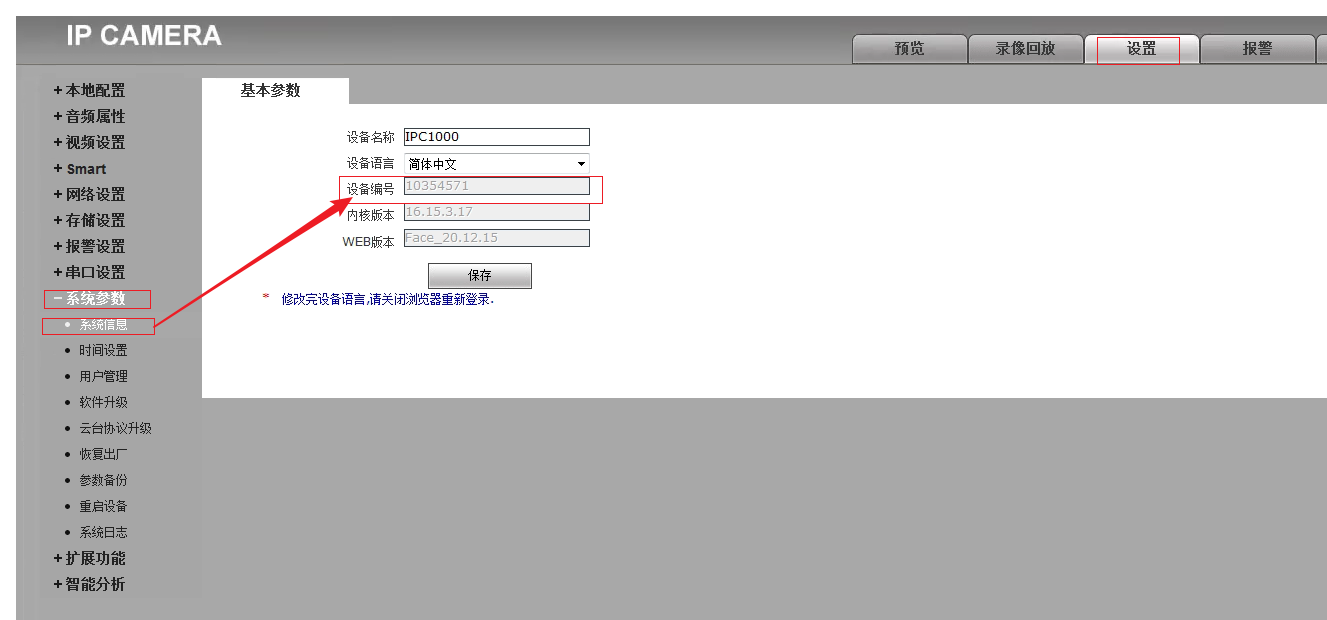 IP CAMERA
预览 录像回放 设置 报警
+本地配置
+音频属性
+视频设置
+Smart
+网络设置
+存储设置
+报警设置
+串口设置
−系统参数
• 系统信息
• 时间设置
• 用户管理
• 软件升级
• 云台协议升级
• 恢复出厂
• 参数备份
• 重启设备
• 系统日志
+扩展功能
+智能分析
基本参数
设备名称 IPC1000
设备语言 简体中文
设备编号 10354571
内核版本 16.15.3.17
WEB版本 Face_20.12.15
保存
* 修改完设备语言,请关闭浏览器重新登录.